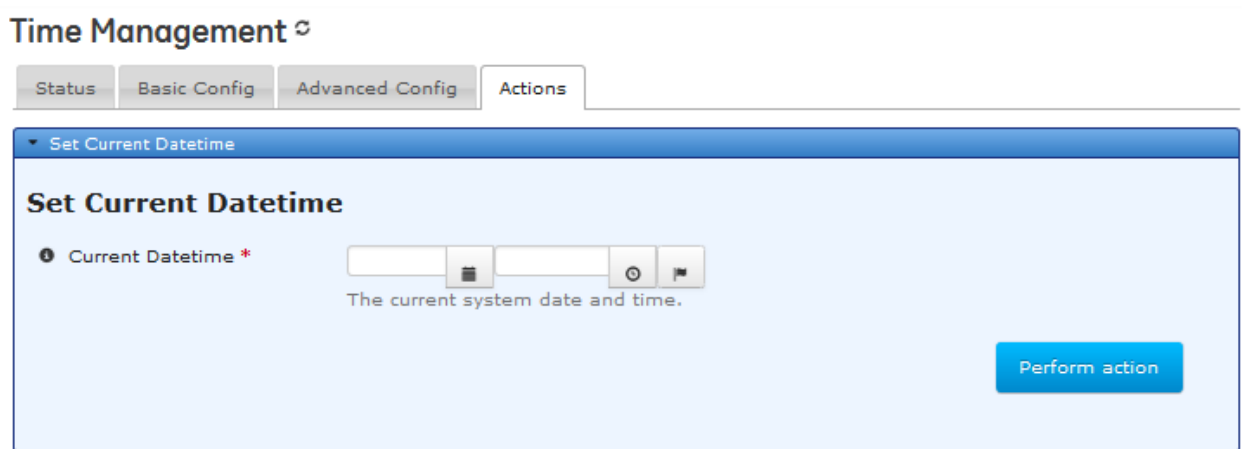 Time Management
Status Basic Config Advanced Config Actions
Set Current Datetime
Set Current Datetime
Current Datetime *
The current system date and time.
Perform action